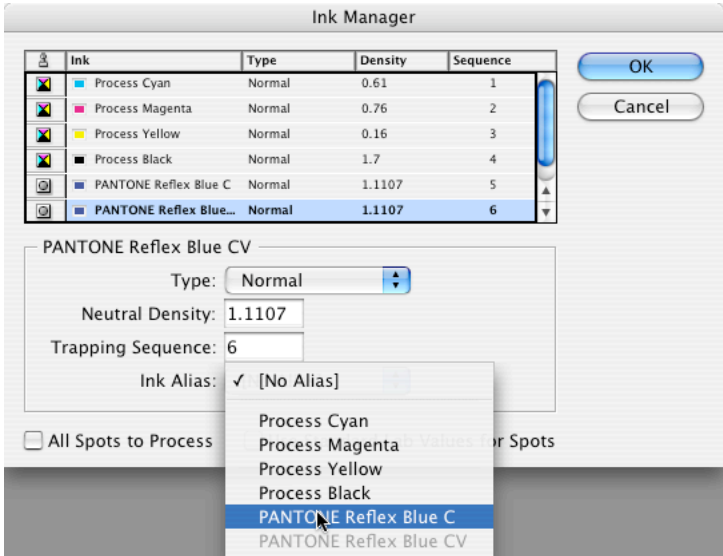 Ink Manager
Ink Type Density Sequence
Process Cyan Normal 0.61 1
Process Magenta Normal 0.76 2
Process Yellow Normal 0.16 3
Process Black Normal 1.7 4
PANTONE Reflex Blue C Normal 1.1107 5
PANTONE Reflex Blue... Normal 1.1107 6
OK
Cancel
PANTONE Reflex Blue CV
Type: Normal
Neutral Density: 1.1107
Trapping Sequence: 6
Ink Alias: ✓ [No Alias]
Process Cyan
Process Magenta
Process Yellow
Process Black
PANTONE Reflex Blue C
PANTONE Reflex Blue CV
All Spots to Process
Values for Spots